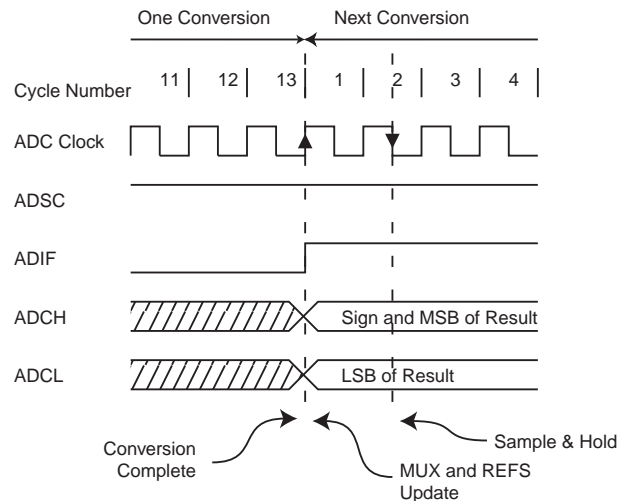 One Conversion Next Conversion
Cycle Number 11 12 13 1 2 3 4
ADC Clock
ADSC
ADIF
ADCH Sign and MSB of Result
ADCL LSB of Result
Conversion
Complete
MUX and REFS
Update
Sample & Hold